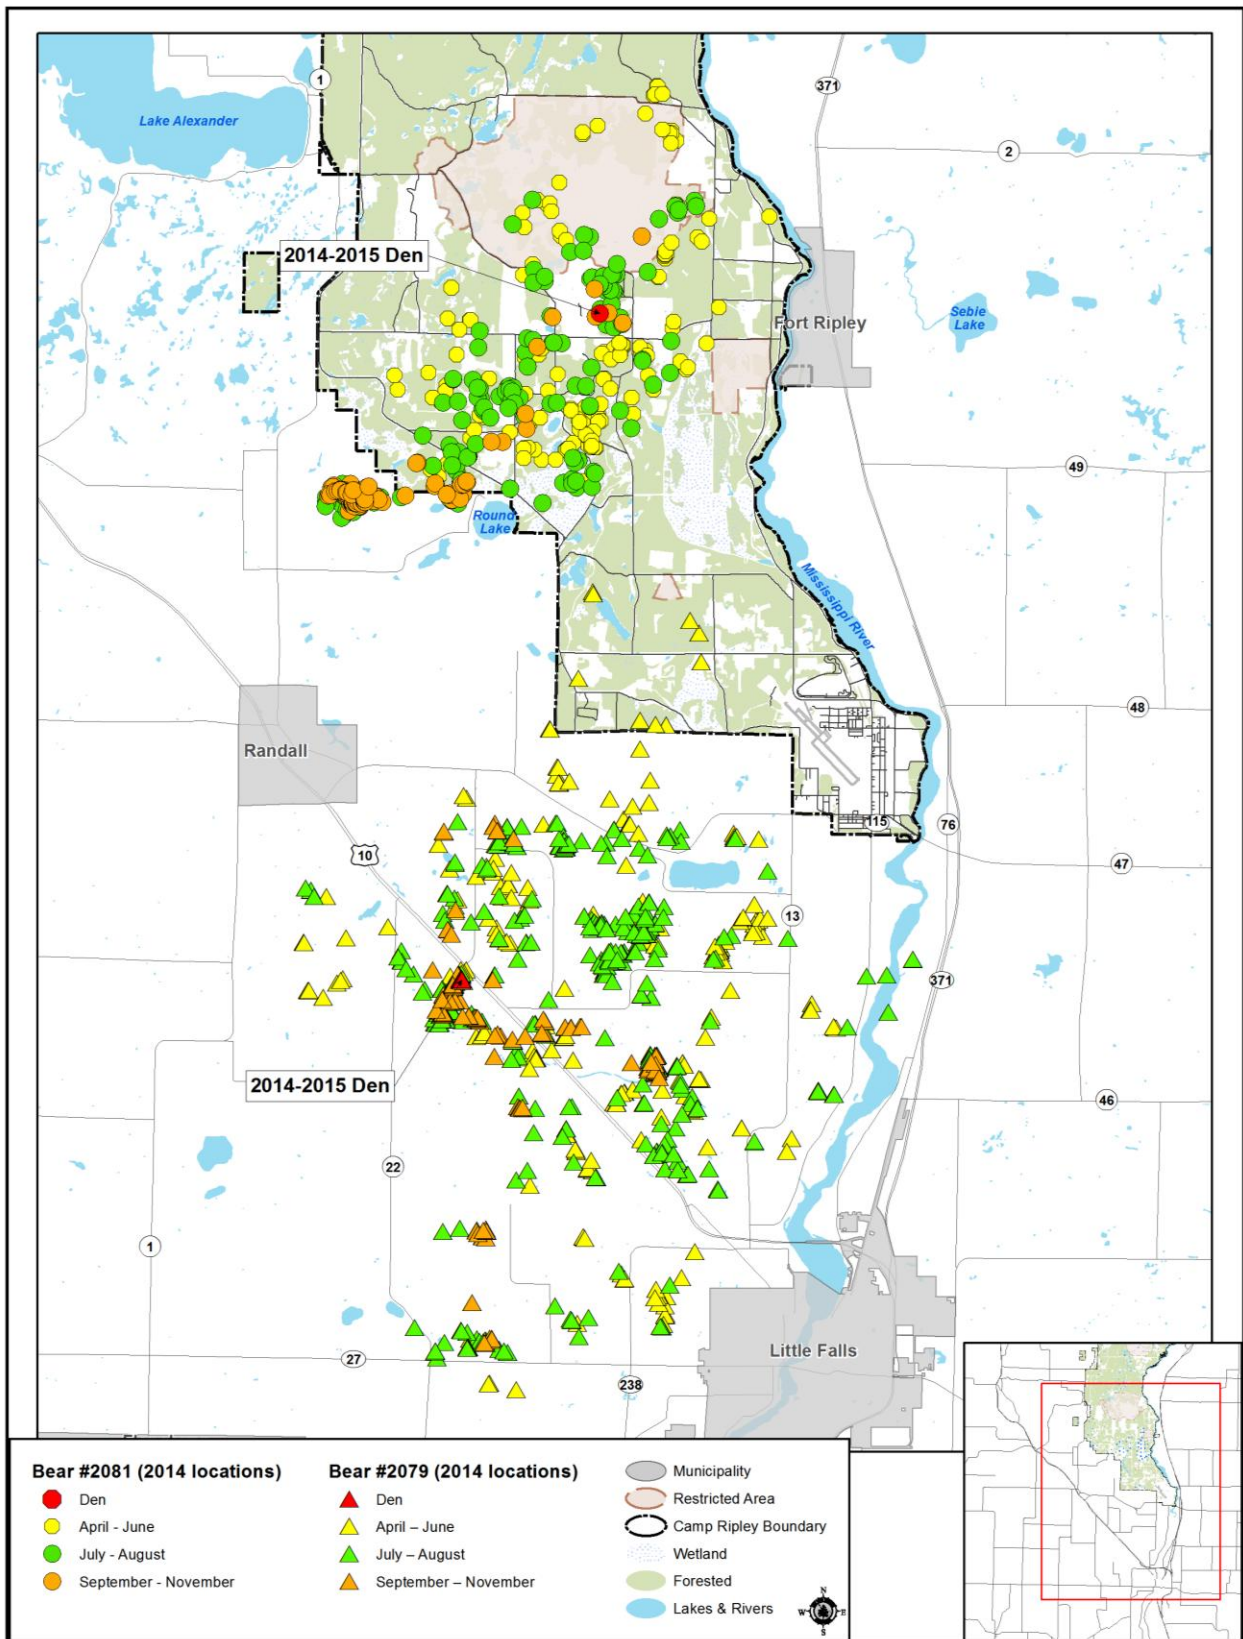 1
371
Lake Alexander
2
2014-2015 Den
Sebie
Lake
Fort Ripley
49
Round
Lake
Mississippi River
48
Randall
115
76
10
47
13
371
2014-2015 Den
46
22
1
Little Falls
27
238
Bear #2081 (2014 locations)
Den
April - June
July - August
September - November
Bear #2079 (2014 locations)
Den
April – June
July – August
September – November
Municipality
Restricted Area
Camp Ripley Boundary
Wetland
Forested
Lakes & Rivers
N
W
E
S